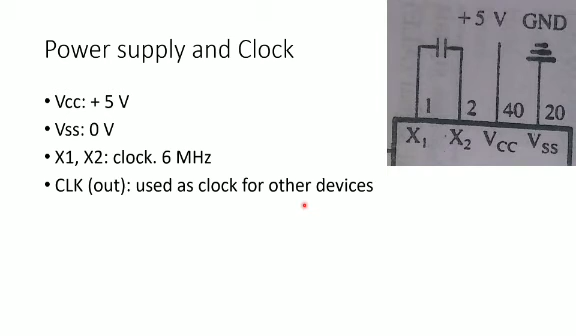 Power supply and Clock
• Vcc: + 5 V
• Vss: 0 V
• X1, X2: clock. 6 MHz
• CLK (out): used as clock for other devices
+5 V GND
1 2 40 20
X1 X2 VCC VSS